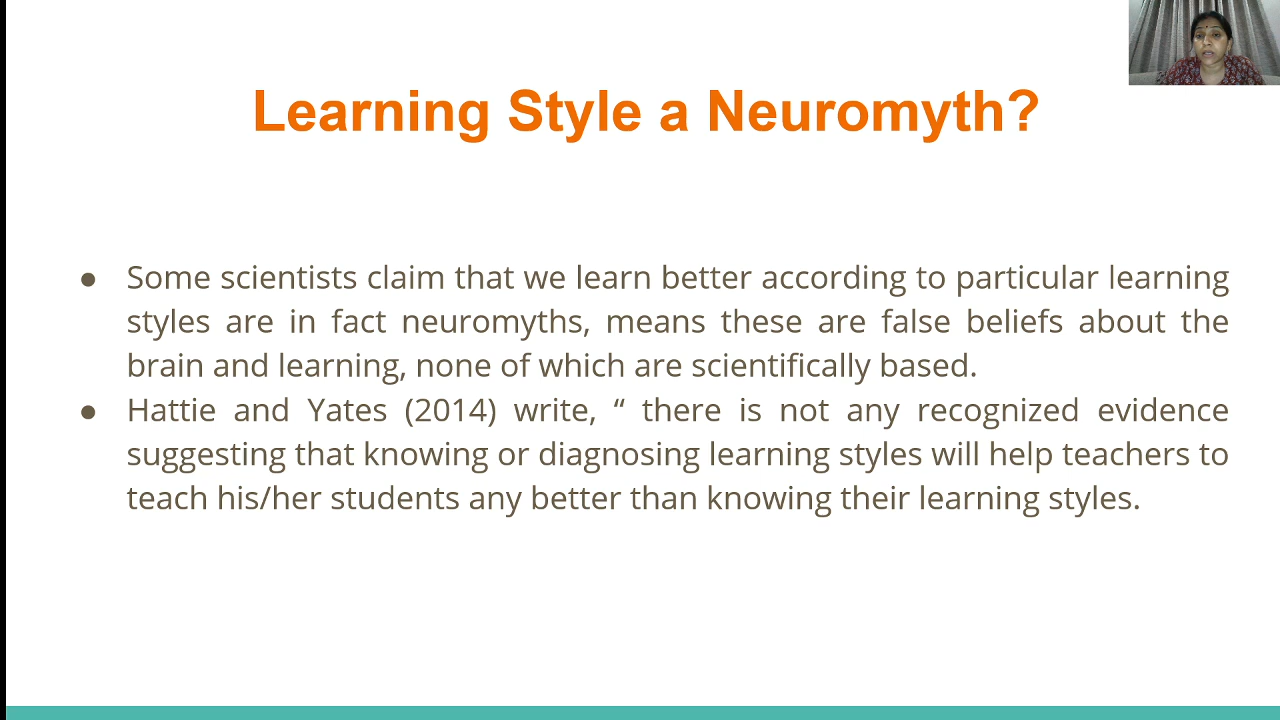 Learning Style a Neuromyth?
● Some scientists claim that we learn better according to particular learning
styles are in fact neuromyths, means these are false beliefs about the
brain and learning, none of which are scientifically based.
● Hattie and Yates (2014) write, “ there is not any recognized evidence
suggesting that knowing or diagnosing learning styles will help teachers to
teach his/her students any better than knowing their learning styles.